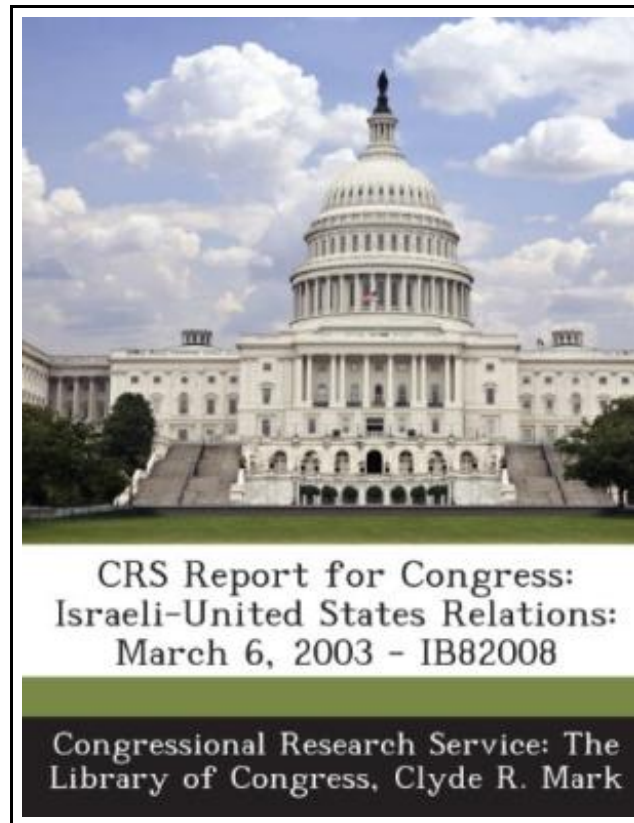 CRS Report for Congress:
Israeli-United States Relations:
March 6, 2003 - IB82008
Congressional Research Service: The
Library of Congress, Clyde R. Mark